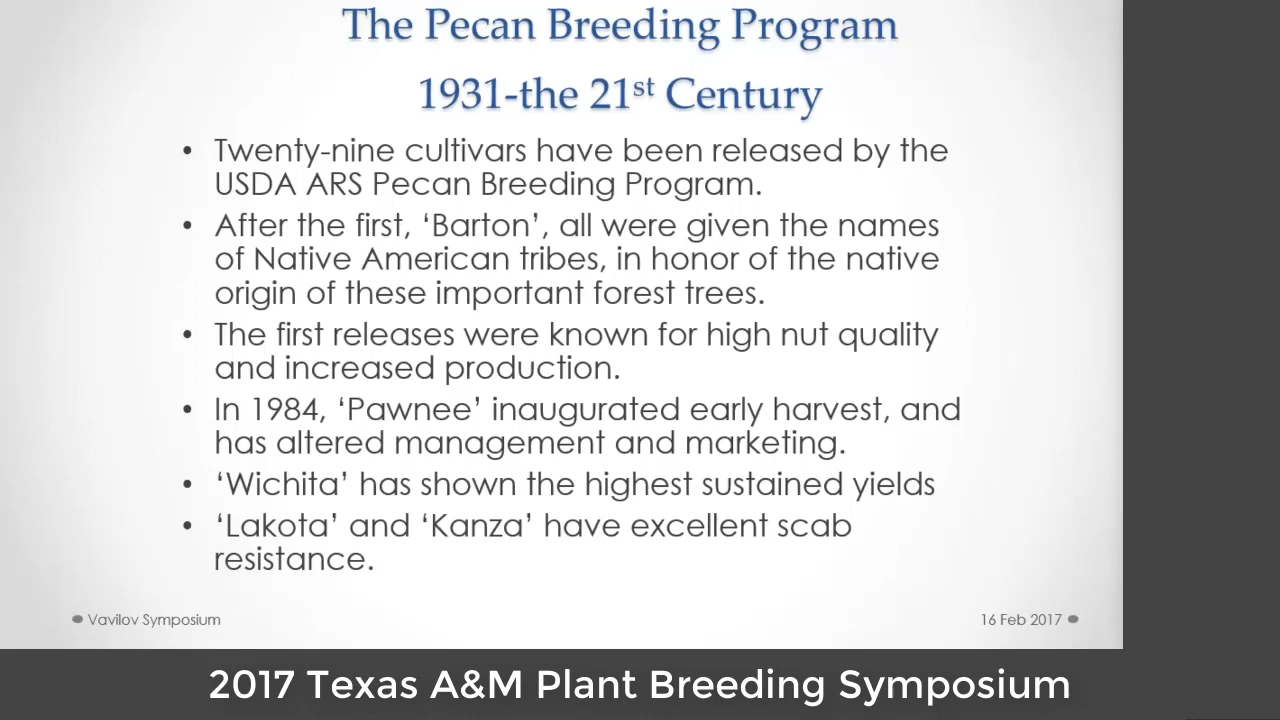 The Pecan Breeding Program
1931-the 21st Century
• Twenty-nine cultivars have been released by the
USDA ARS Pecan Breeding Program.
• After the first, ‘Barton’, all were given the names
of Native American tribes, in honor of the native
origin of these important forest trees.
• The first releases were known for high nut quality
and increased production.
• In 1984, ‘Pawnee’ inaugurated early harvest, and
has altered management and marketing.
• ‘Wichita’ has shown the highest sustained yields
• ‘Lakota’ and ‘Kanza’ have excellent scab
resistance.
Vavilov Symposium
16 Feb 2017
2017 Texas A&M Plant Breeding Symposium